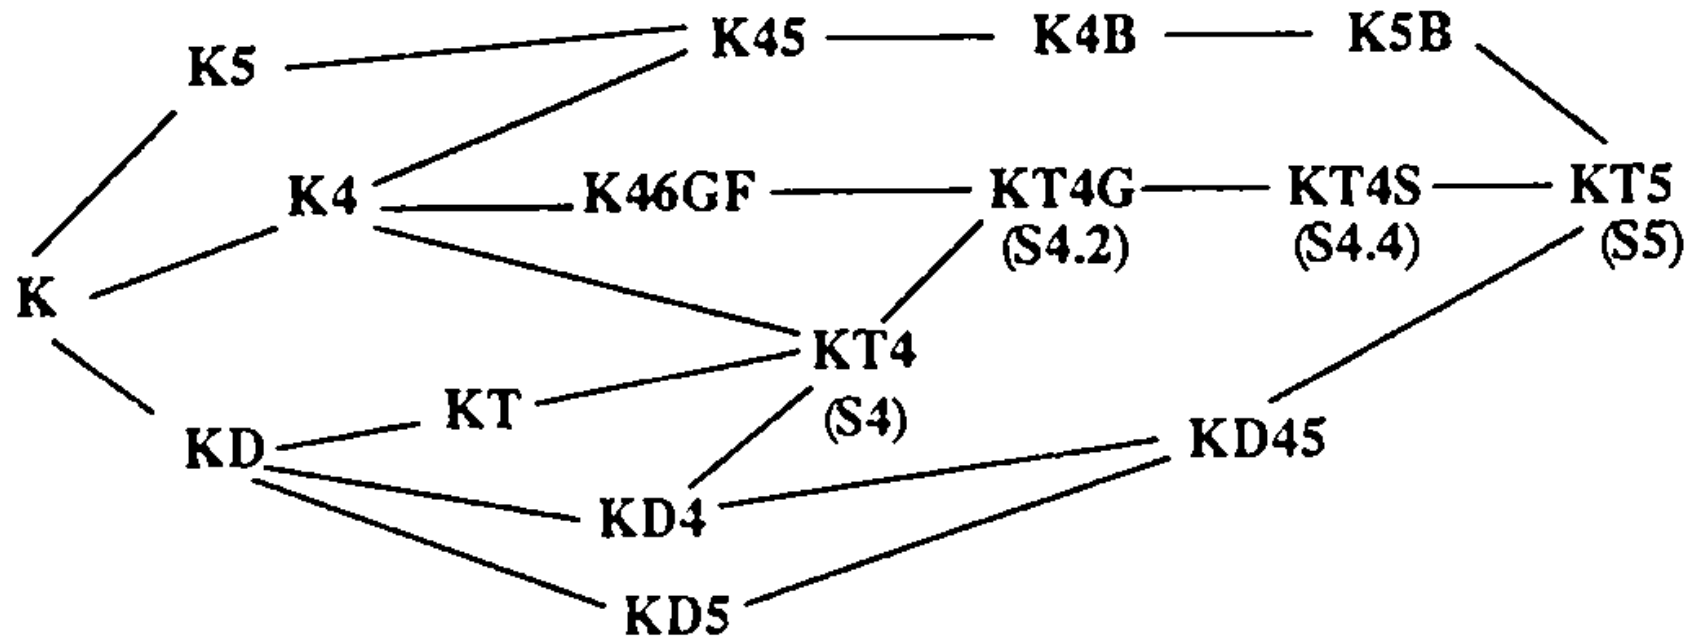 K5 K45 K4B K5B
K4 K46GF KT4G KT4S KT5
(S4.2) (S4.4) (S5)
K
KT4
KT (S4)
KD KD45
KD4
KD5